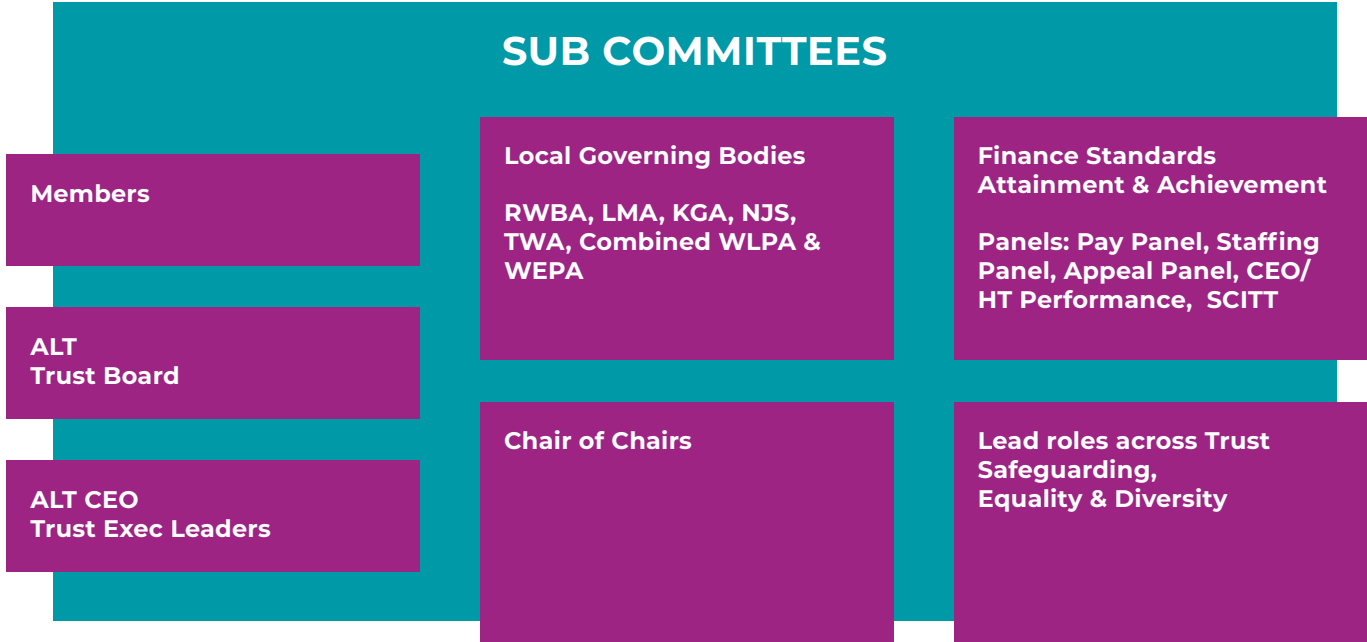 SUB COMMITTEES
Members
ALT
Trust Board
ALT CEO
Trust Exec Leaders
Local Governing Bodies
RWBA, LMA, KGA, NJS,
TWA, Combined WLPA &
WEPA
Chair of Chairs
Finance Standards
Attainment & Achievement
Panels: Pay Panel, Staffing
Panel, Appeal Panel, CEO/
HT Performance, SCITT
Lead roles across Trust
Safeguarding,
Equality & Diversity